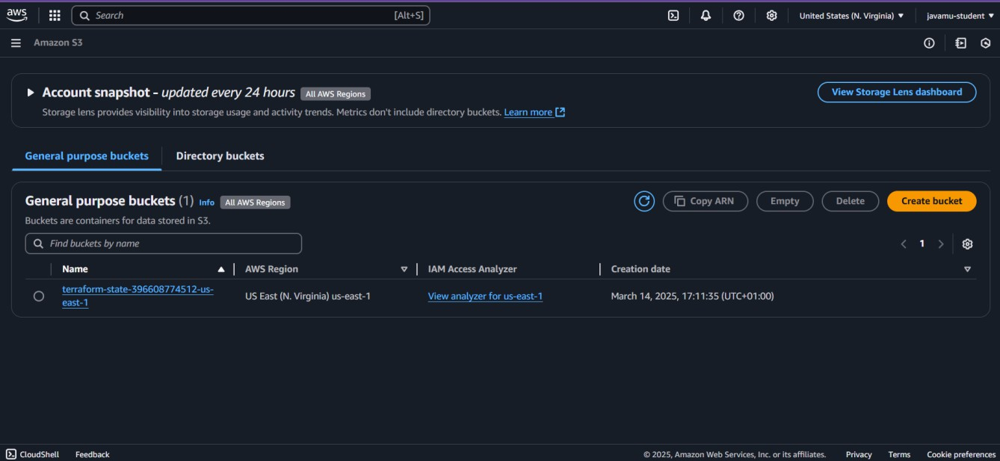 aws
Search [Alt+S] United States (N. Virginia) javamu-student
Amazon S3
Account snapshot - updated every 24 hours All AWS Regions View Storage Lens dashboard
Storage lens provides visibility into storage usage and activity trends. Metrics don't include directory buckets. Learn more
General purpose buckets Directory buckets
General purpose buckets (1) Info All AWS Regions Copy ARN Empty Delete Create bucket
Buckets are containers for data stored in S3.
Find buckets by name 1
Name AWS Region IAM Access Analyzer Creation date
terraform-state-396608774512-us-
east-1
US East (N. Virginia) us-east-1 View analyzer for us-east-1 March 14, 2025, 17:11:35 (UTC+01:00)
CloudShell Feedback © 2025, Amazon Web Services, Inc. or its affiliates. Privacy Terms Cookie preferences